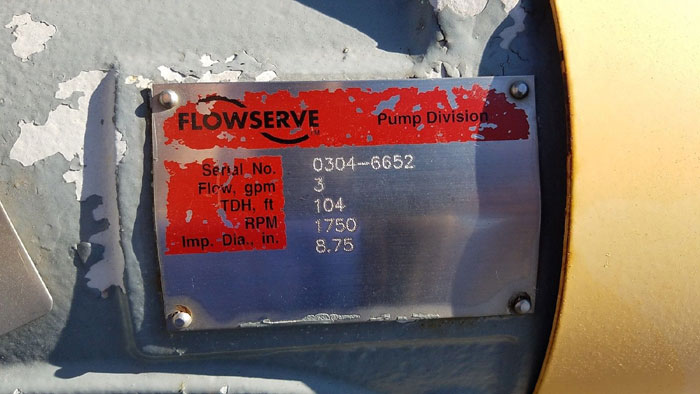 FLOWSERVE Pump Division
Serial No. 0304-6652
Flow, gpm 3
TDH, ft 104
RPM 1750
Imp. Dia., in. 8.75